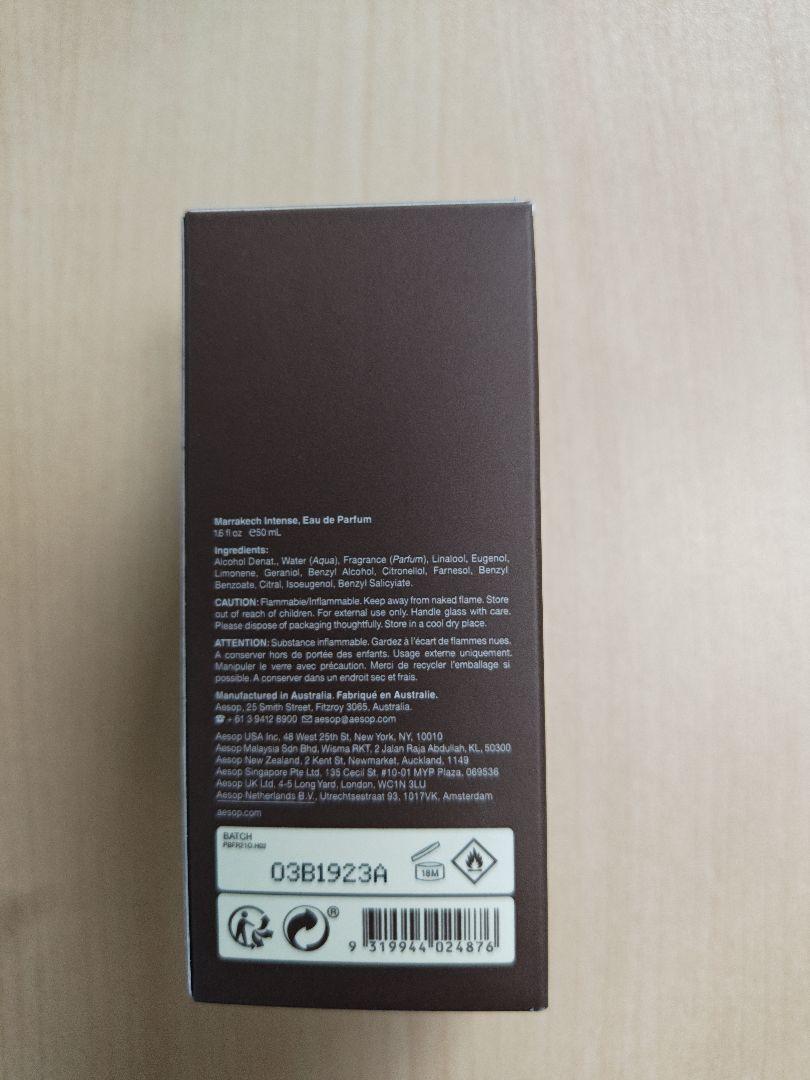 Marrakech Intense, Eau de Parfum
1.6 fl oz ℮50 mL
Ingredients:
Alcohol Denat., Water (Aqua), Fragrance (Parfum), Linalool, Eugenol,
Limonene, Geraniol, Benzyl Alcohol, Citronellol, Farnesol, Benzyl
Benzoate, Citral, Isoeugenol, Benzyl Salicylate.
CAUTION: Flammable/Inflammable. Keep away from naked flame. Store
out of reach of children. For external use only. Handle glass with care.
Please dispose of packaging thoughtfully. Store in a cool dry place.
ATTENTION: Substance inflammable. Gardez à l'écart de flammes nues.
A conserver hors de portée des enfants. Usage externe uniquement.
Manipuler le verre avec précaution. Merci de recycler l'emballage si
possible. A conserver dans un endroit sec et frais.
Manufactured in Australia. Fabriqué en Australie.
Aesop, 25 Smith Street, Fitzroy 3065, Australia.
☎ + 61 3 9412 8900 ✉ aesop@aesop.com
Aesop USA Inc. 48 West 25th St, New York, NY, 10010
Aesop Malaysia Sdn Bhd, Wisma RKT, 2 Jalan Raja Abdullah, KL, 50300
Aesop New Zealand, 2 Kent St, Newmarket, Auckland, 1149
Aesop Singapore Pte Ltd. 135 Cecil St. #10-01 MYP Plaza, 069536
Aesop UK Ltd. 4-5 Long Yard, London, WC1N 3LU
Aesop Netherlands B.V., Utrechtsestraat 93, 1017VK, Amsterdam
aesop.com
BATCH
PBFR21O.H02
03B19Z3A
18M
®
9 319944 024876